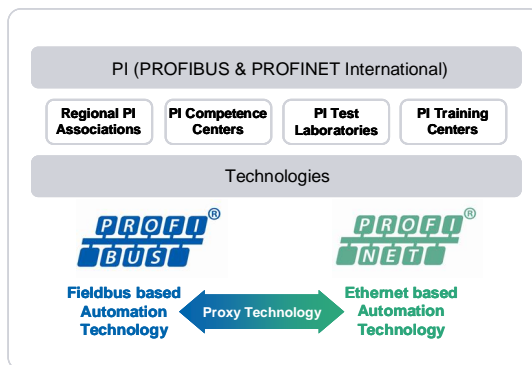 PI (PROFIBUS & PROFINET International)
Regional PI
Associations
PI Competence
Centers
PI Test
Laboratories
PI Training
Centers
Technologies
PROFI®
BUS
PROFI®
NET
Fieldbus based
Automation
Technology
Proxy Technology
Ethernet based
Automation
Technology